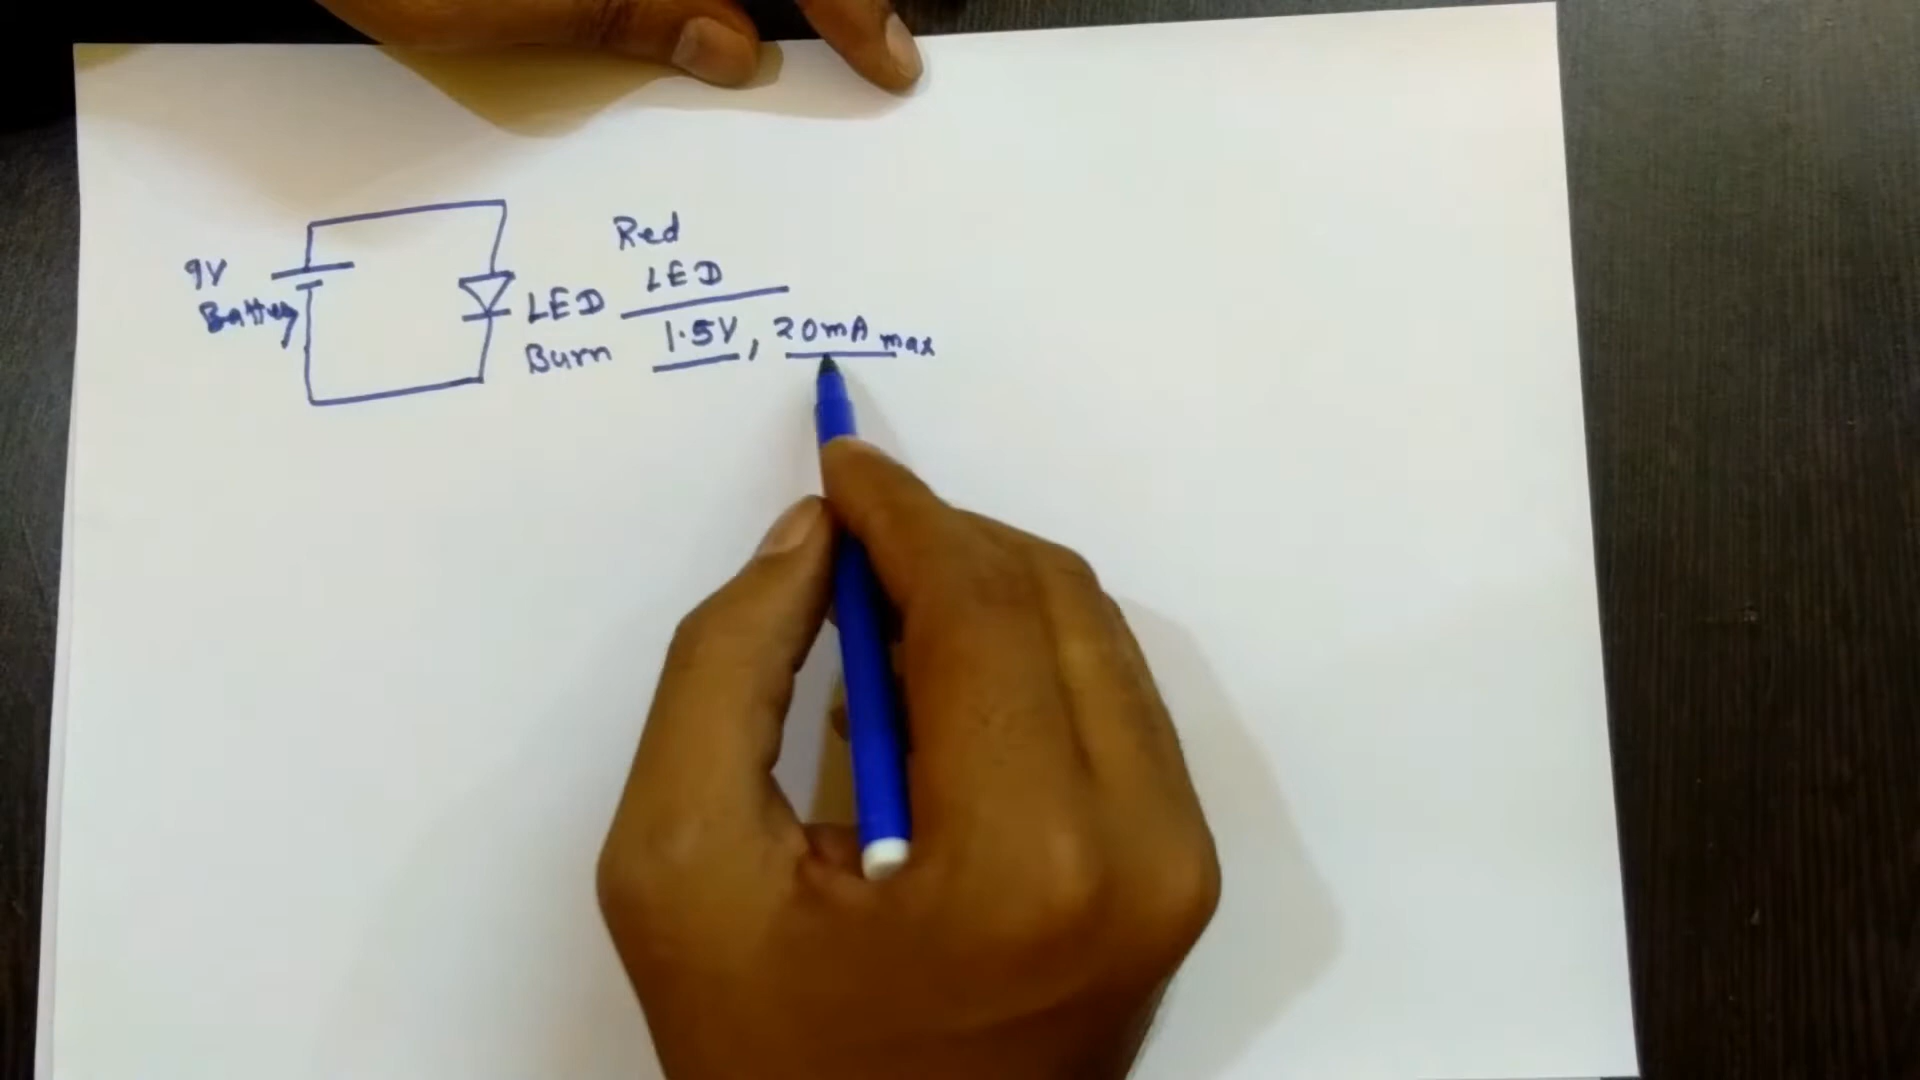 9V
Battery
LED
Burn
Red
LED
1.5V, 20mA max